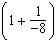 (1 + 1/-8)